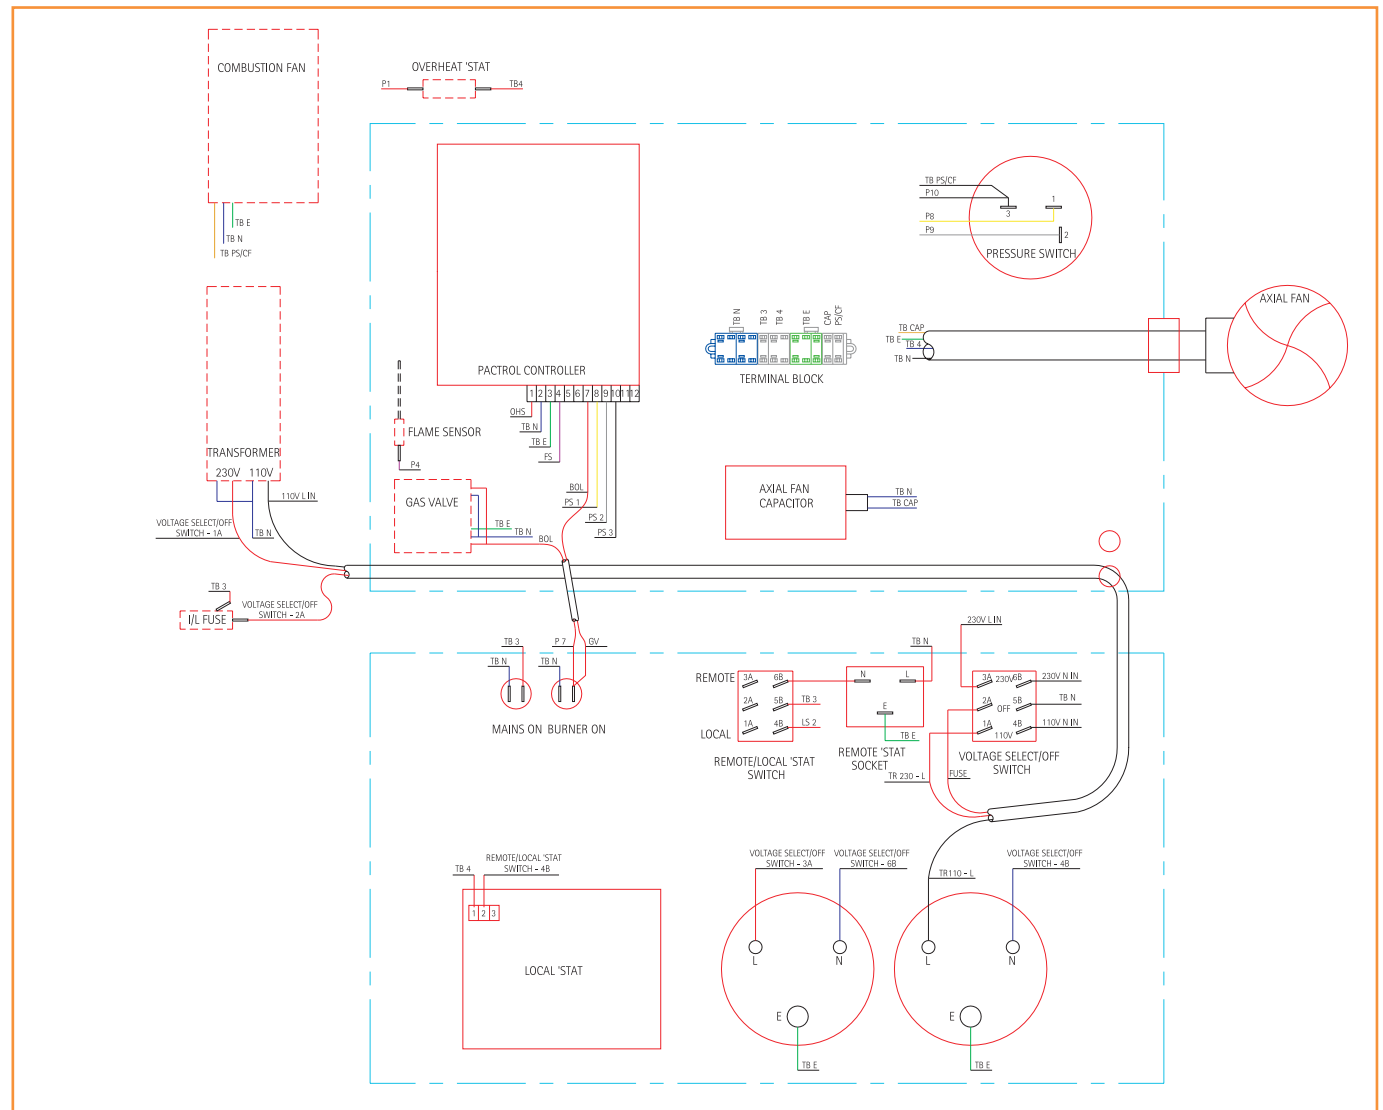 COMBUSTION FAN
TB E
TB N
TB PS/CF
OVERHEAT 'STAT
P1
TB4
PACTROL CONTROLLER
1 2 3 4 5 6 7 8 9 10 11 12
OHS
TB N
TB E
FS
BOL
PS 1
PS 2
PS 3
TB PS/CF
P10
P8
P9
3
1
2
PRESSURE SWITCH
TB N
TB 3
TB 4
TB E
CAP
PS/CF
TERMINAL BLOCK
TB CAP
TB E
TB 4
TB N
AXIAL FAN
FLAME SENSOR
P4
GAS VALVE
TB E
TB N
BOL
AXIAL FAN
CAPACITOR
TB N
TB CAP
TRANSFORMER
230V 110V
110V L IN
VOLTAGE SELECT/OFF
SWITCH - 1A
TB N
TB 3
I/L FUSE
VOLTAGE SELECT/OFF
SWITCH - 2A
TB 3
TB N
P 7
GV
TB N
MAINS ON
BURNER ON
REMOTE
LOCAL
3A 6B
2A 5B
1A 4B
TB 3
LS 2
REMOTE/LOCAL 'STAT
SWITCH
TB N
N
L
E
TB E
REMOTE 'STAT
SOCKET
230V L IN
3A 230V 6B
2A OFF 5B
1A 110V 4B
230V N IN
TB N
110V N IN
VOLTAGE SELECT/OFF
SWITCH
TR 230 - L
FUSE
TB 4
REMOTE/LOCAL 'STAT
SWITCH - 4B
1 2 3
LOCAL 'STAT
VOLTAGE SELECT/OFF
SWITCH - 3A
VOLTAGE SELECT/OFF
SWITCH - 6B
L
N
E
TB E
TR110 - L
VOLTAGE SELECT/OFF
SWITCH - 4B
L
N
E
TB E